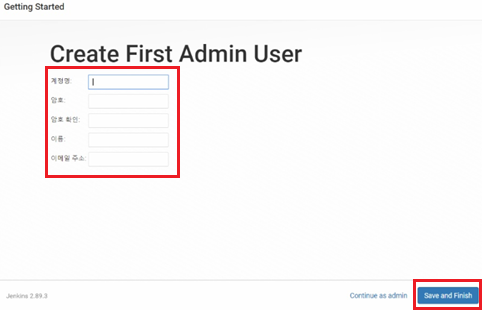 Getting Started
Create First Admin User
계정명:
암호:
암호 확인:
이름:
이메일 주소:
Jenkins 2.89.3
Continue as admin
Save and Finish